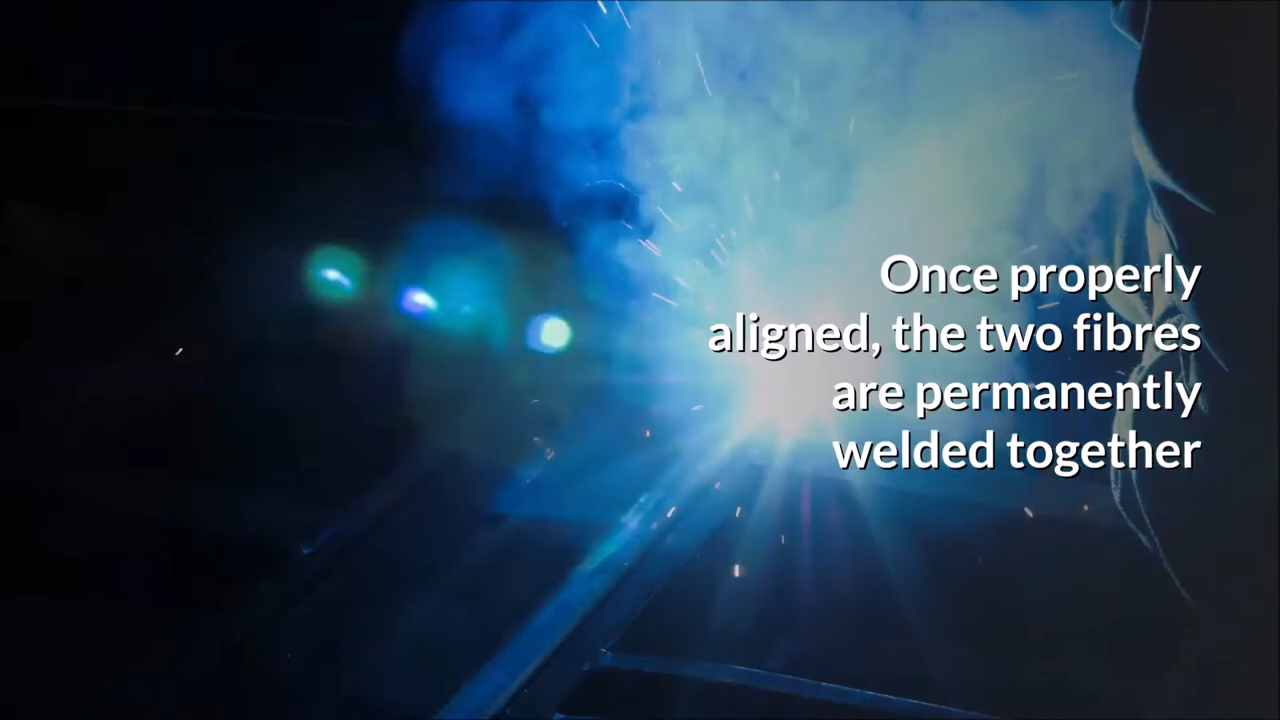 Once properly
aligned, the two fibres
are permanently
welded together